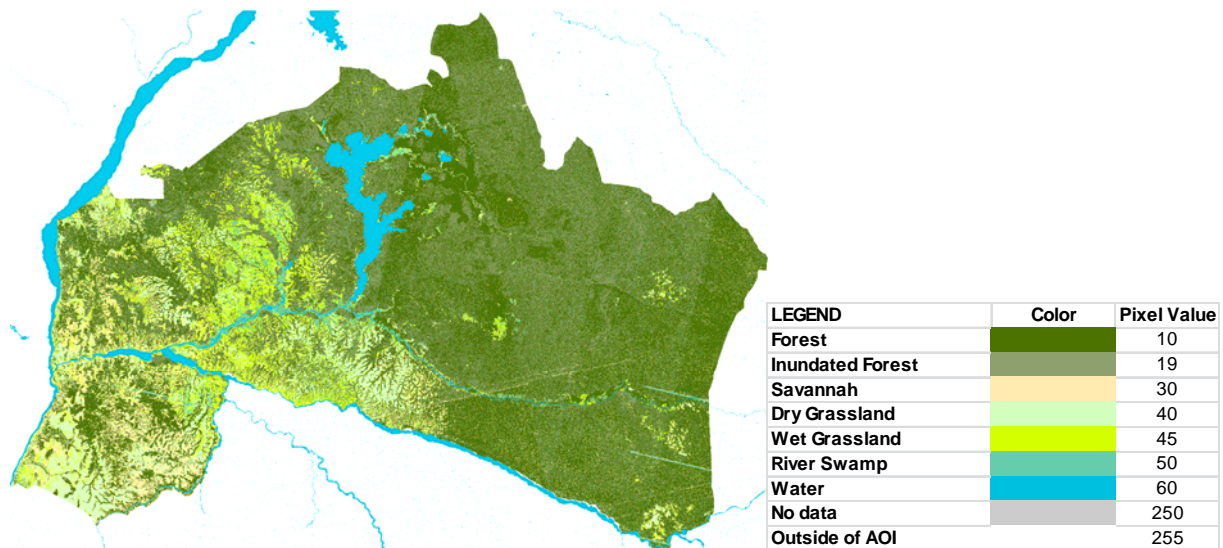 LEGEND Color Pixel Value
Forest 10
Inundated Forest 19
Savannah 30
Dry Grassland 40
Wet Grassland 45
River Swamp 50
Water 60
No data 250
Outside of AOI 255